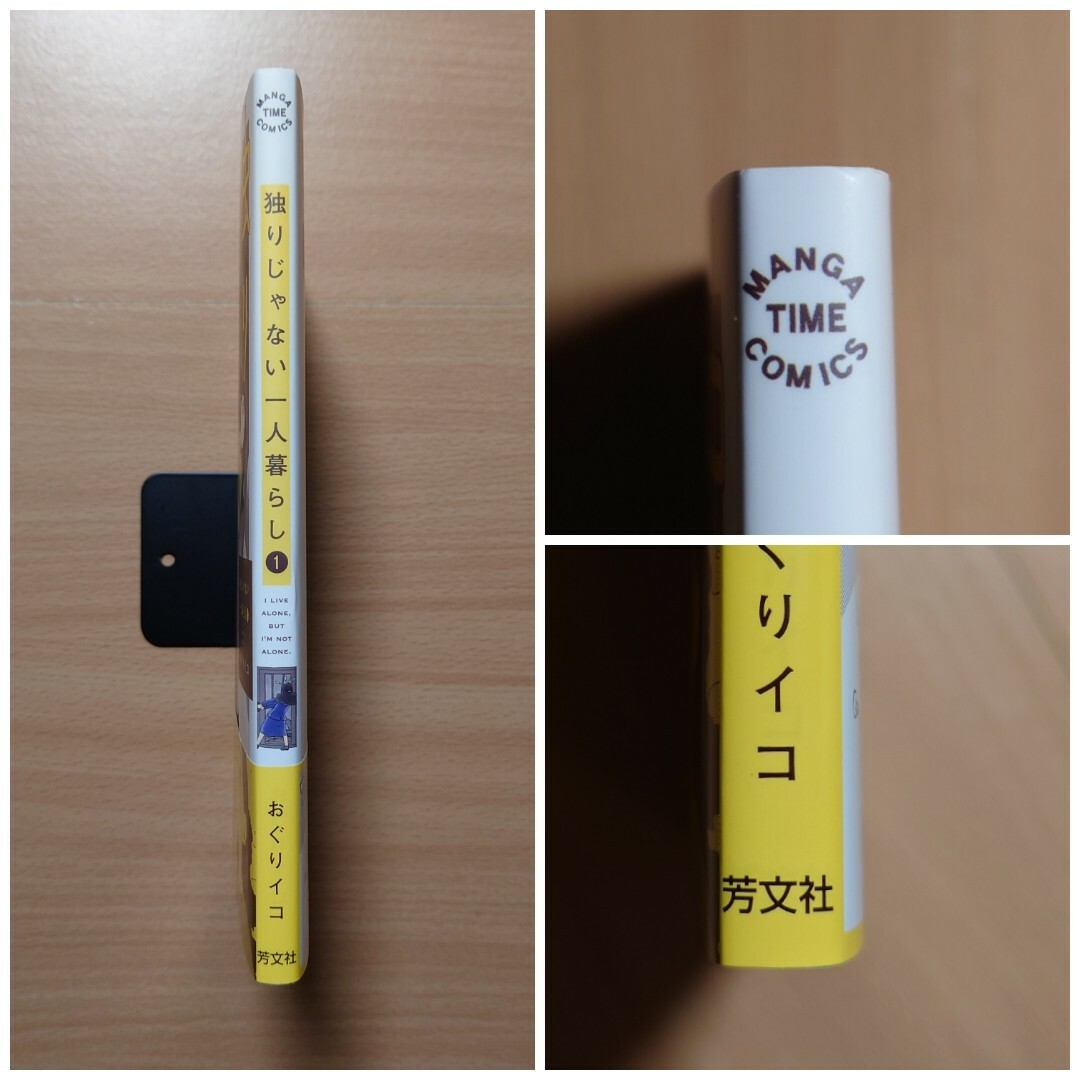 MANGA
TIME
COMICS
独りじゃない一人暮らし
1
I LIVE
ALONE,
BUT
I'M NOT
ALONE.
おぐりイコ
芳文社
MANGA
TIME
COMICS
ぐりイコ
芳文社